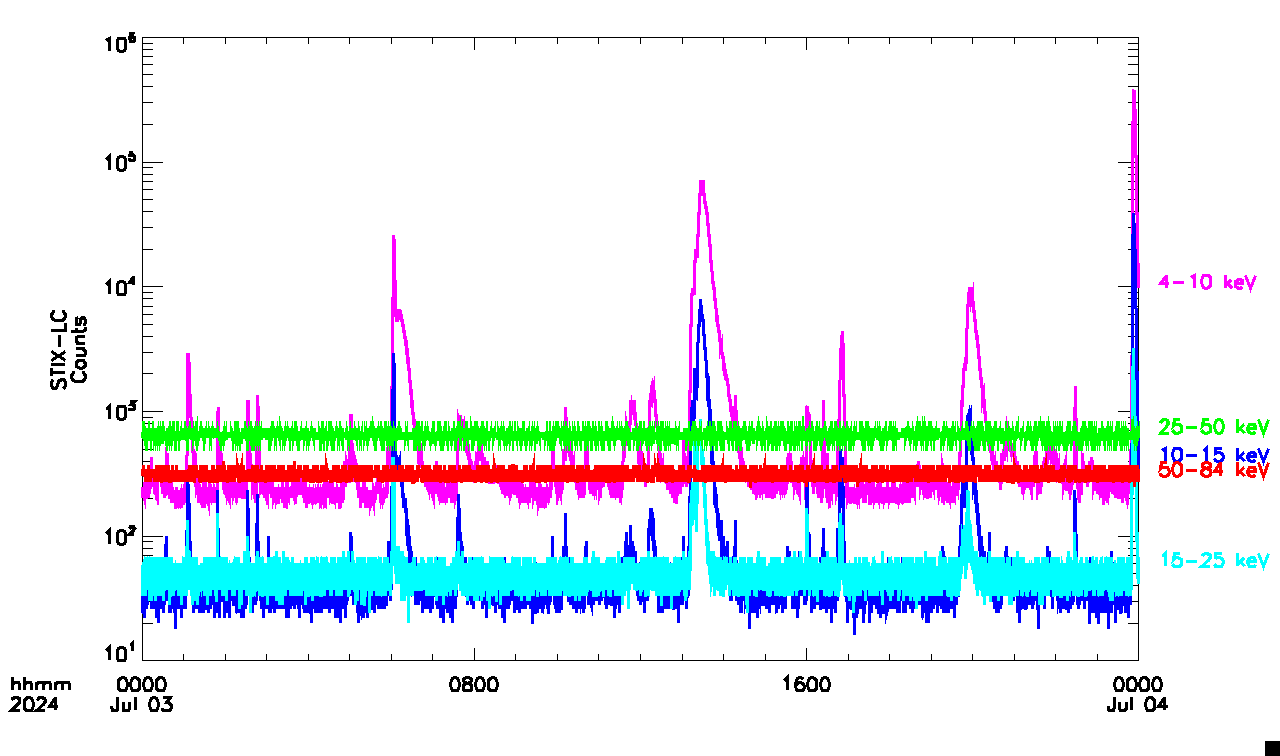 10⁶
10⁵
10⁴
10³
10²
10¹
STIX-LC
Counts
4-10 keV
25-50 keV
10-15 keV
50-84 keV
15-25 keV
hhmm 0000 0800 1600 0000
2024 Jul 03 Jul 04